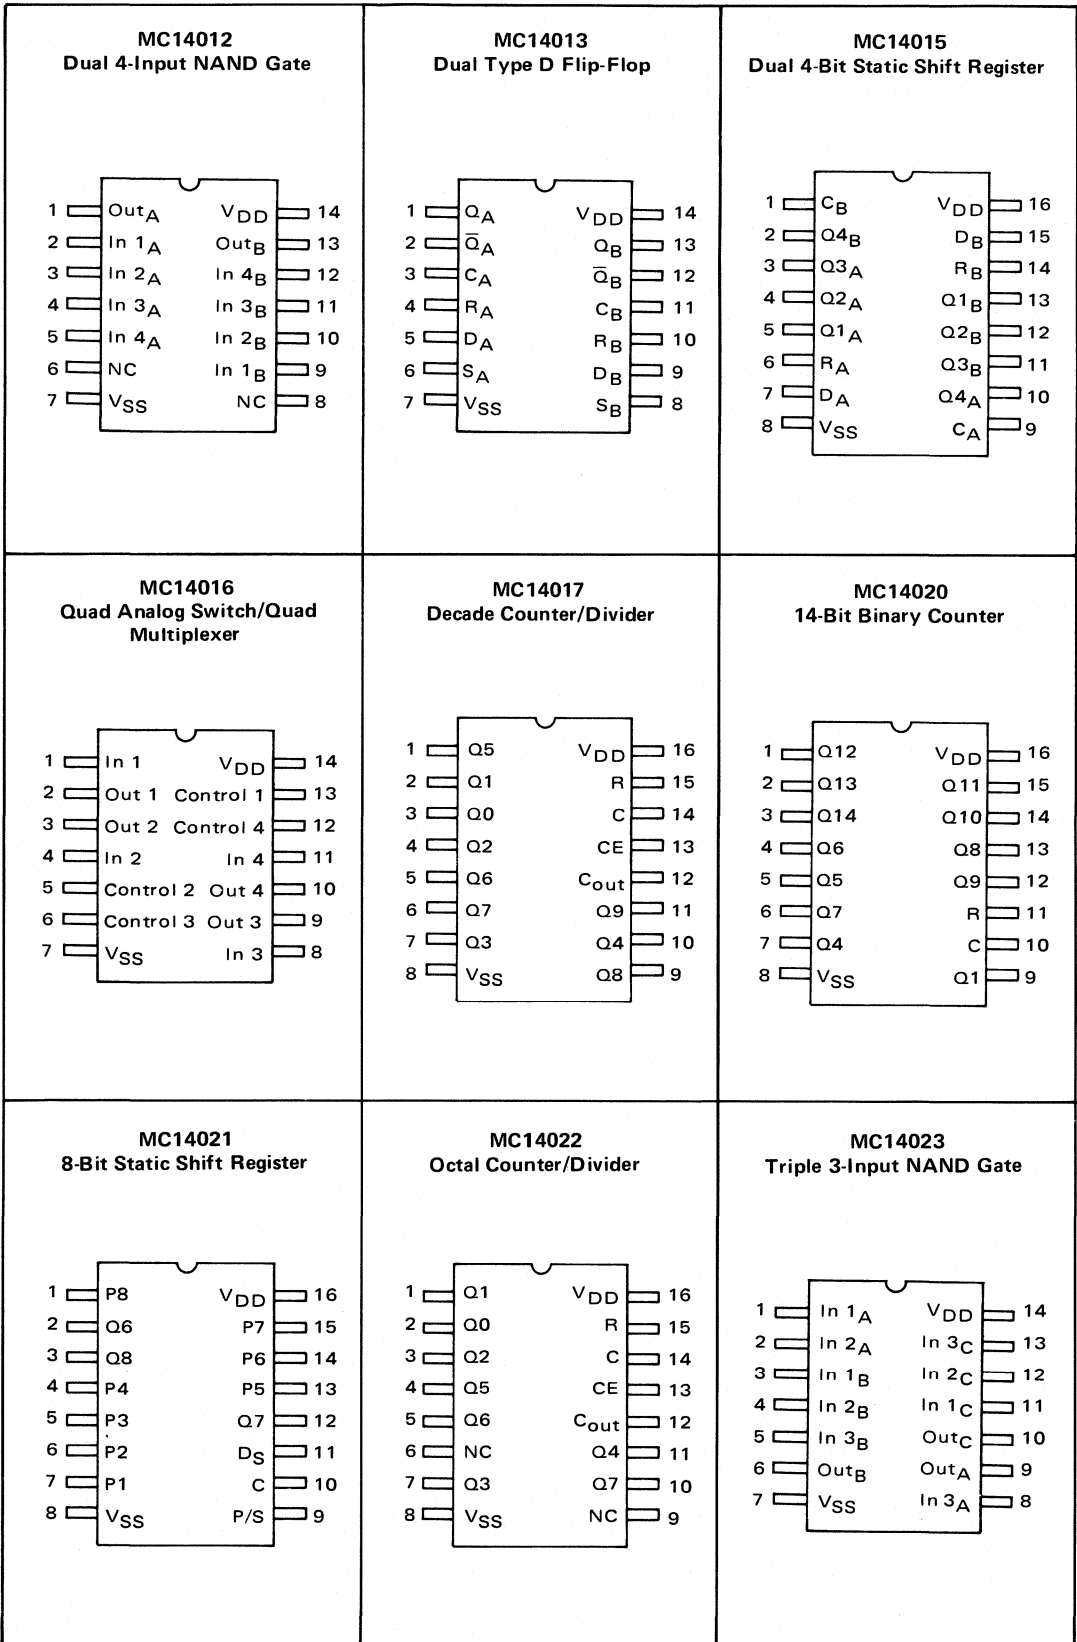 MC14012
Dual 4-Input NAND Gate
1 OutA VDD 14
2 In 1A OutB 13
3 In 2A In 4B 12
4 In 3A In 3B 11
5 In 4A In 2B 10
6 NC In 1B 9
7 VSS NC 8
MC14013
Dual Type D Flip-Flop
1 QA VDD 14
2 Q̅A QB 13
3 CA Q̅B 12
4 RA CB 11
5 DA RB 10
6 SA DB 9
7 VSS SB 8
MC14015
Dual 4-Bit Static Shift Register
1 CB VDD 16
2 Q4B DB 15
3 Q3A RB 14
4 Q2A Q1B 13
5 Q1A Q2B 12
6 RA Q3B 11
7 DA Q4A 10
8 VSS CA 9
MC14016
Quad Analog Switch/Quad
Multiplexer
1 In 1 VDD 14
2 Out 1 Control 1 13
3 Out 2 Control 4 12
4 In 2 In 4 11
5 Control 2 Out 4 10
6 Control 3 Out 3 9
7 VSS In 3 8
MC14017
Decade Counter/Divider
1 Q5 VDD 16
2 Q1 R 15
3 Q0 C 14
4 Q2 CE 13
5 Q6 Cout 12
6 Q7 Q9 11
7 Q3 Q4 10
8 VSS Q8 9
MC14020
14-Bit Binary Counter
1 Q12 VDD 16
2 Q13 Q11 15
3 Q14 Q10 14
4 Q6 Q8 13
5 Q5 Q9 12
6 Q7 R 11
7 Q4 C 10
8 VSS Q1 9
MC14021
8-Bit Static Shift Register
1 P8 VDD 16
2 Q6 P7 15
3 Q8 P6 14
4 P4 P5 13
5 P3 Q7 12
6 P2 DS 11
7 P1 C 10
8 VSS P/S 9
MC14022
Octal Counter/Divider
1 Q1 VDD 16
2 Q0 R 15
3 Q2 C 14
4 Q5 CE 13
5 Q6 Cout 12
6 NC Q4 11
7 Q3 Q7 10
8 VSS NC 9
MC14023
Triple 3-Input NAND Gate
1 In 1A VDD 14
2 In 2A In 3C 13
3 In 1B In 2C 12
4 In 2B In 1C 11
5 In 3B OutC 10
6 OutB OutA 9
7 VSS In 3A 8